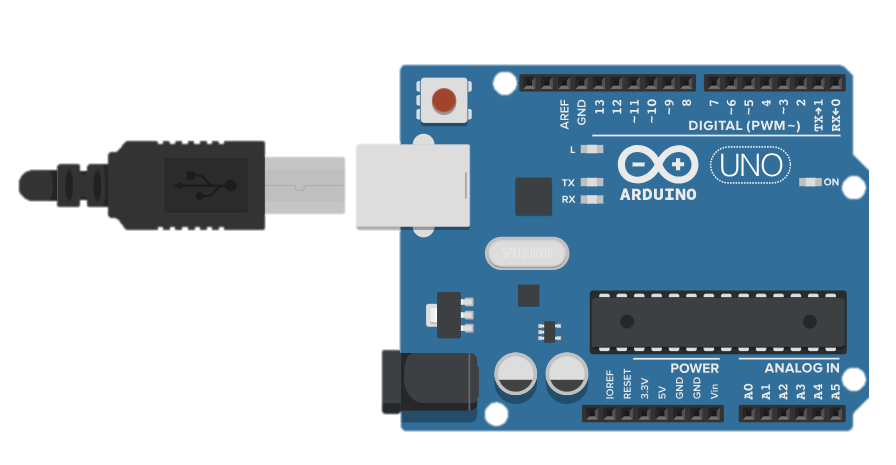 AREF
GND
13
12
~11
~10
~9
8
7
~6
~5
4
~3
2
TX→1
RX←0
DIGITAL (PWM~)
L
TX
RX
ARDUINO
UNO
ON
SPK16.000G
POWER
ANALOG IN
IOREF
RESET
3.3V
5V
GND
GND
Vin
A0
A1
A2
A3
A4
A5